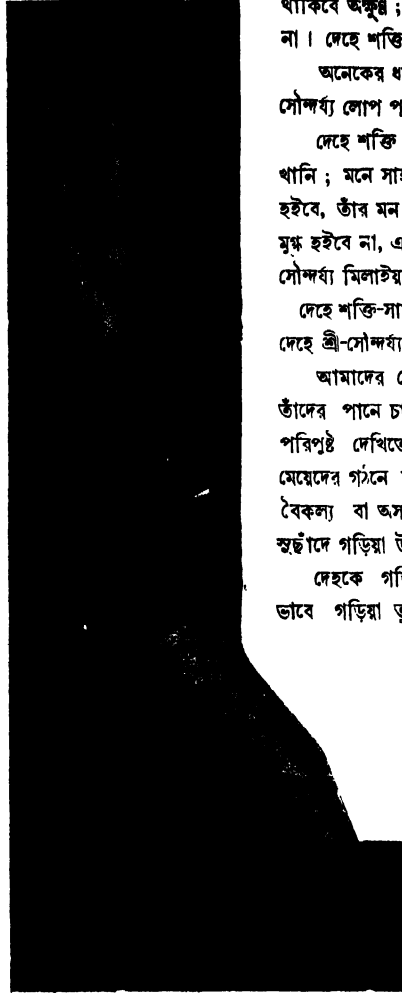 থাকিবে অক্ষুণ্ণ ;
না । দেহে শক্তি
অনেকের ধ
সৌন্দর্য্য লোপ প
দেহে শক্তি
খানি ; মনে সাহ
হইবে, তাঁর মন
মুগ্ধ হইবে না, এ
সৌন্দর্য্য মিলাইয়
দেহে শক্তি-সা
দেহে শ্রী-সৌন্দর্য্য
আমাদের দে
তাঁদের পানে চ
পরিপুষ্ট দেখিতে
মেয়েদের গঠনে
বৈকল্য বা অস
সুছাঁদে গড়িয়া উ
দেহকে গড়ি
ভাবে গড়িয়া তু